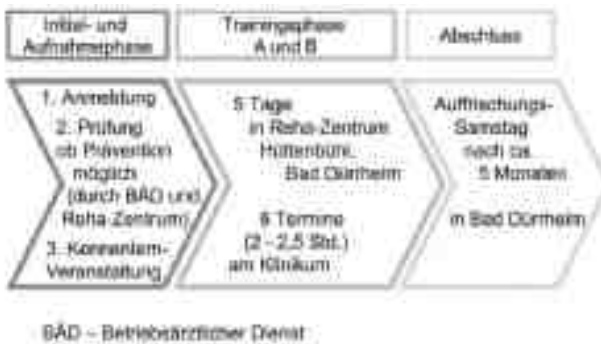 Initial- und
Aufnahmephase
Trainingsphase
A und B
Abschluss
1. Anmeldung
2. Prüfung
ob Prävention
möglich
(durch BÄD und
Reha-Zentrum)
3. Kennenlern-
Veranstaltung
5 Tage
in Reha-Zentrum
Hüttenbühl,
Bad Dürrheim
6 Termine
(2 - 2,5 Std.)
am Klinikum
Auffrischungs-
Samstag
nach ca.
5 Monaten
in Bad Dürrheim
BÄD – Betriebsärztlicher Dienst